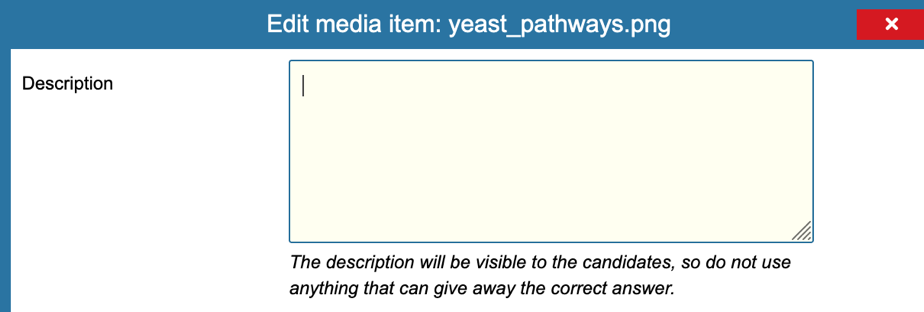 Edit media item: yeast_pathways.png
Description
The description will be visible to the candidates, so do not use
anything that can give away the correct answer.